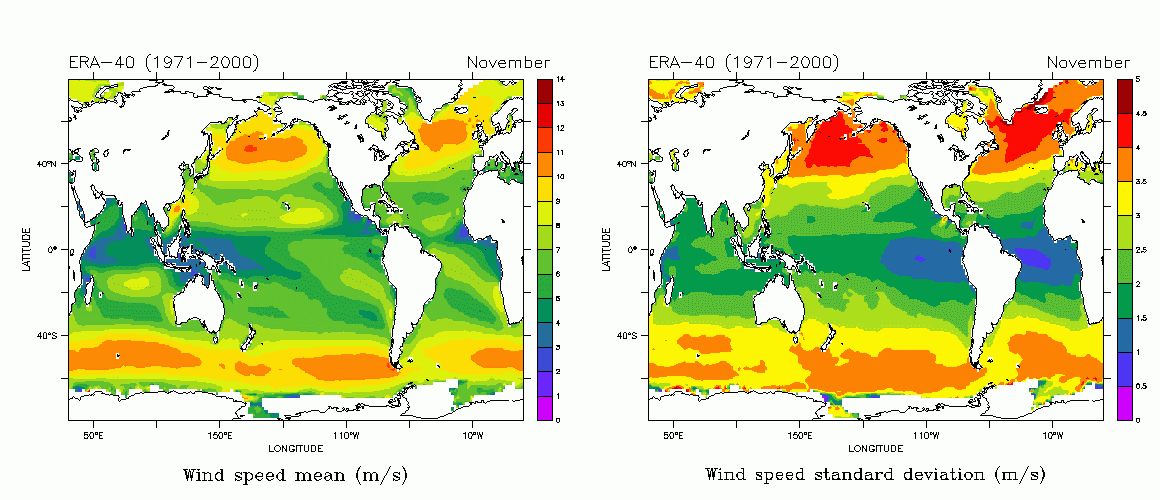 ERA-40 (1971-2000) November
14
13
12
11
10
9
8
7
6
5
4
3
2
1
0
40°N
0°
40°S
LATITUDE
50°E 150°E 110°W 10°W
LONGITUDE
Wind speed mean (m/s)
ERA-40 (1971-2000) November
5
4.5
4
3.5
3
2.5
2
1.5
1
0.5
0
40°N
0°
40°S
LATITUDE
50°E 150°E 110°W 10°W
LONGITUDE
Wind speed standard deviation (m/s)